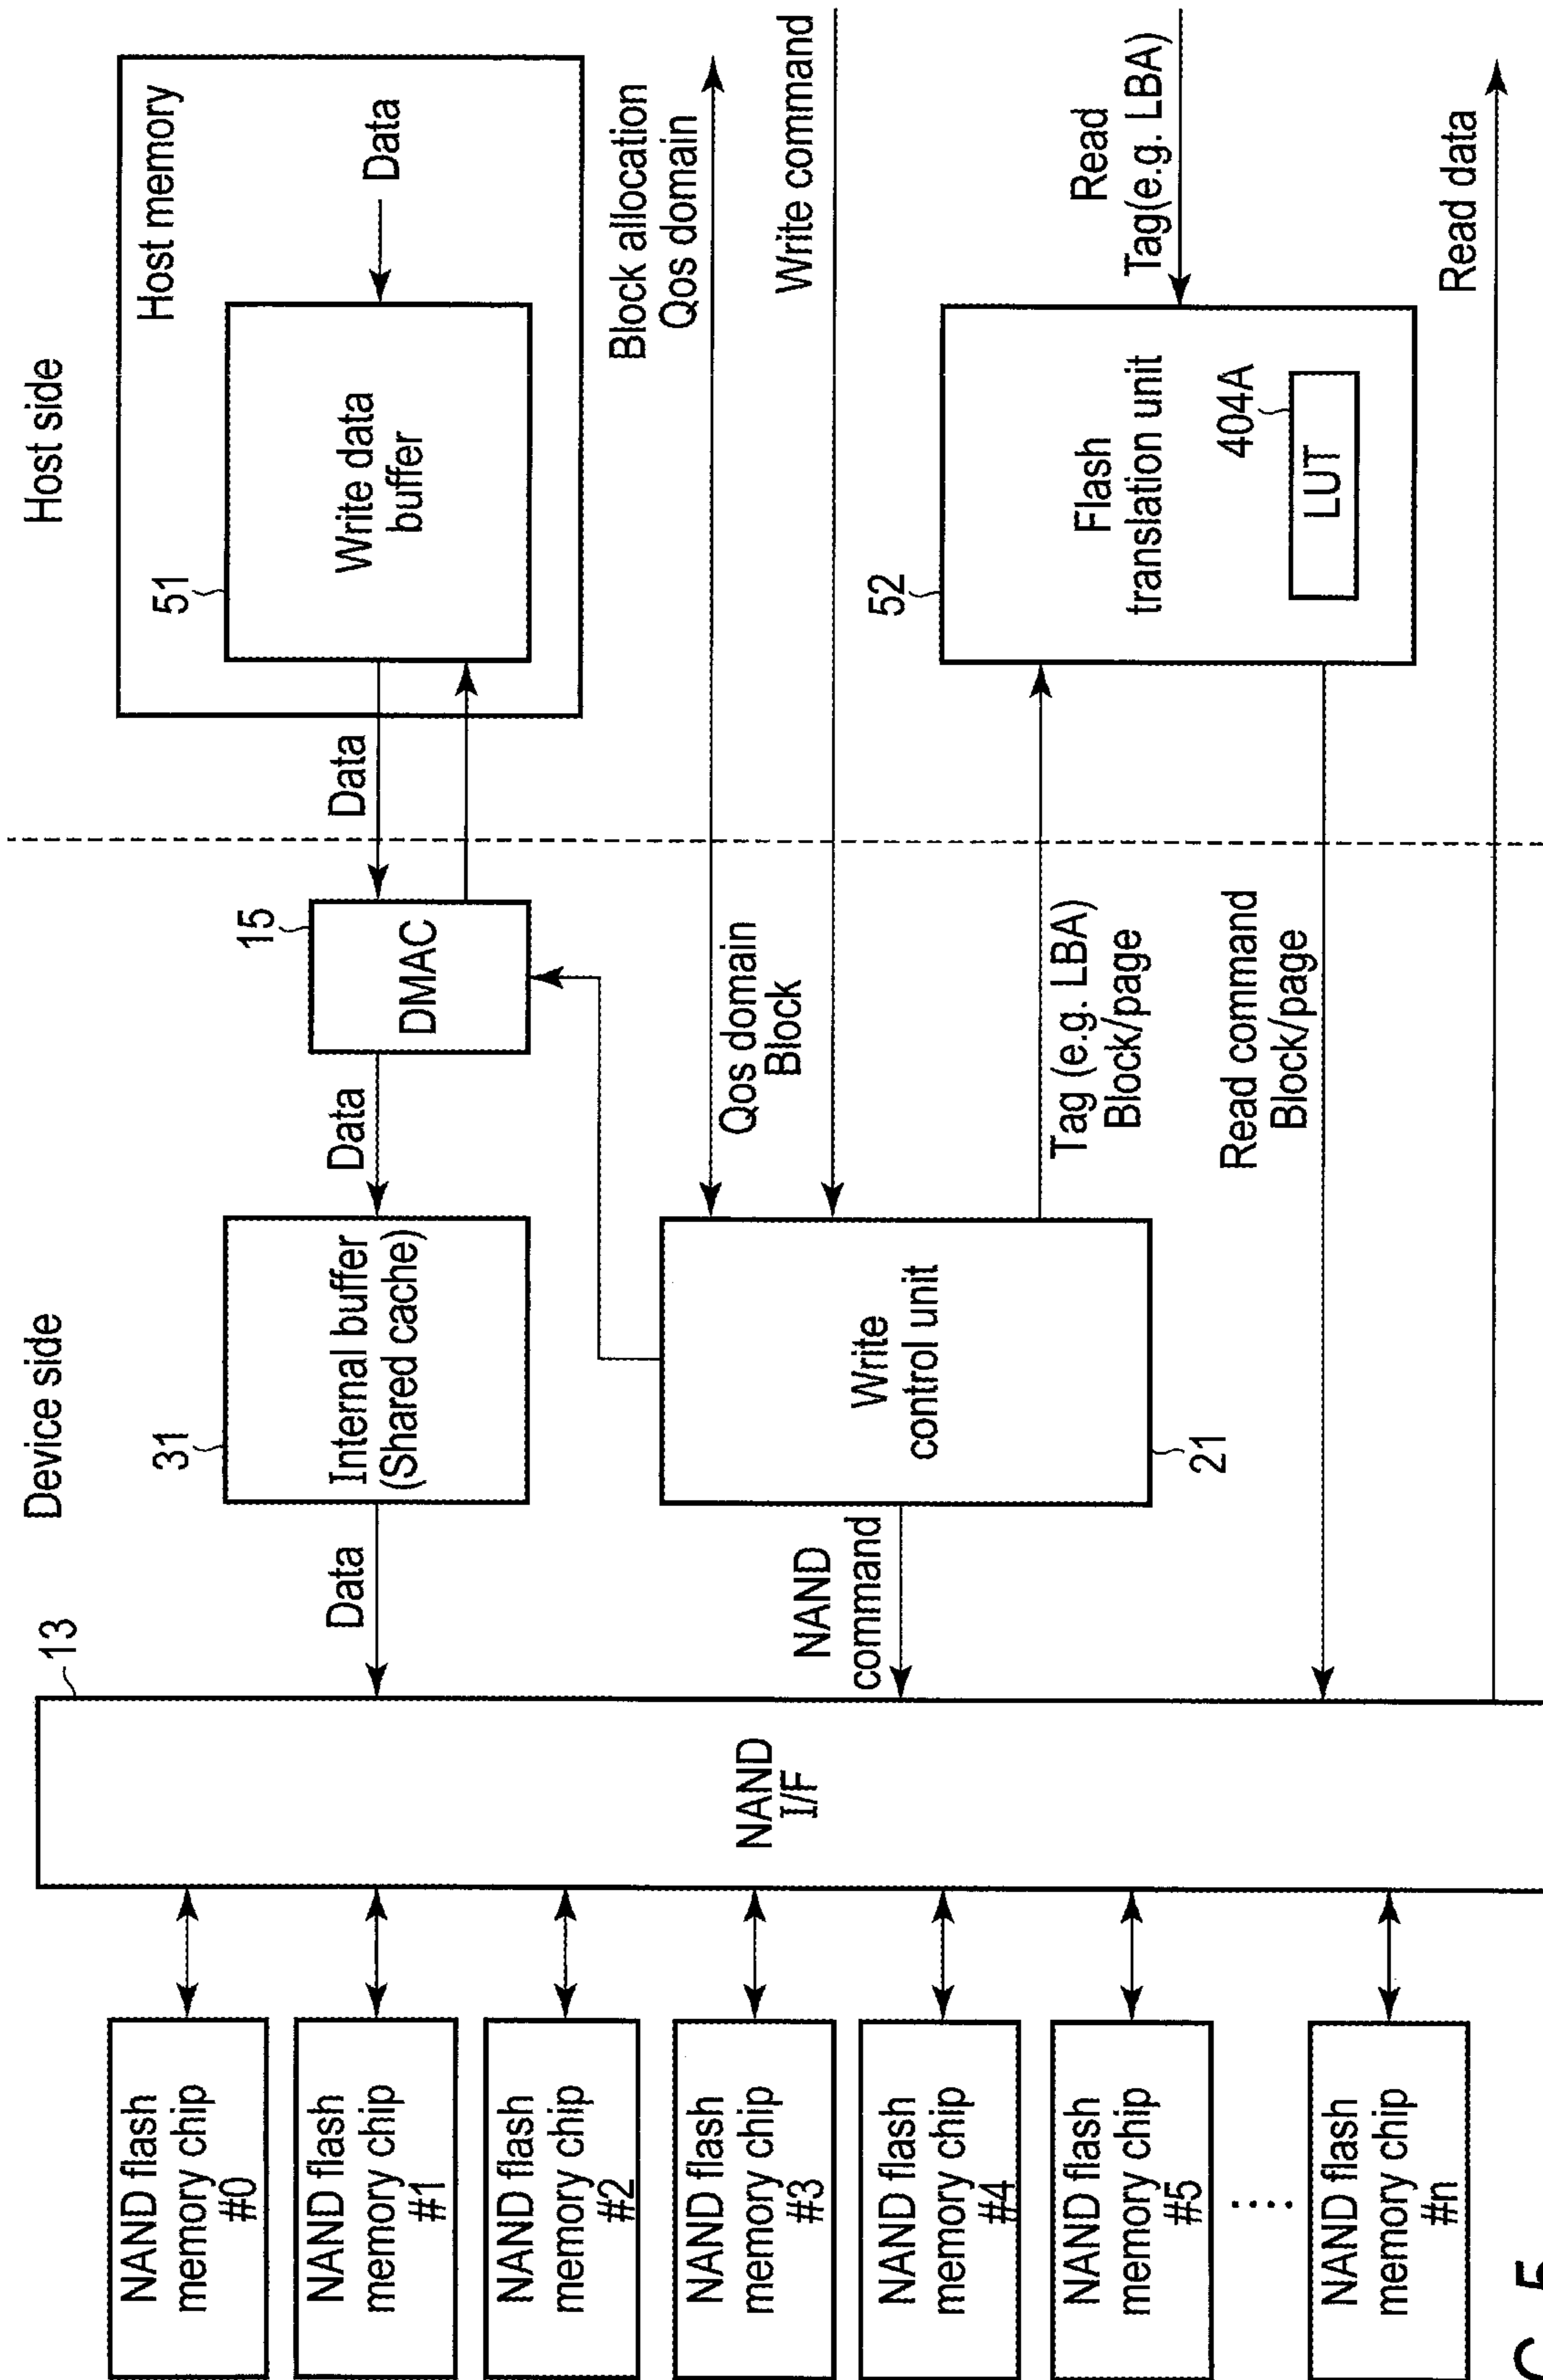 Device side
Host side
13
NAND
I/F
NAND flash
memory chip
#0
NAND flash
memory chip
#1
NAND flash
memory chip
#2
NAND flash
memory chip
#3
NAND flash
memory chip
#4
NAND flash
memory chip
#5
NAND flash
memory chip
#n
Data
31
Internal buffer
(Shared cache)
Data
15
DMAC
Data
Host memory
51
Write data
buffer
Data
NAND
command
Write
control unit
21
Qos domain
Block
Block allocation
Qos domain
Write command
Tag (e.g. LBA)
Block/page
52
Flash
translation unit
404A
LUT
Read
Tag(e.g. LBA)
Read command
Block/page
Read data